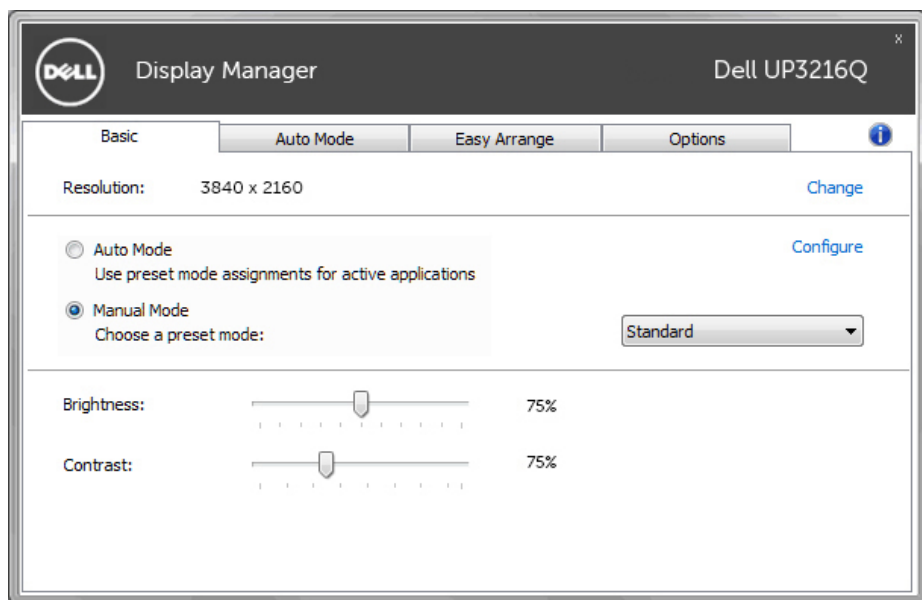 x
DELL Display Manager Dell UP3216Q
Basic Auto Mode Easy Arrange Options i
Resolution: 3840 x 2160 Change
Auto Mode Configure
Use preset mode assignments for active applications
Manual Mode
Choose a preset mode: Standard
Brightness: 75%
Contrast: 75%